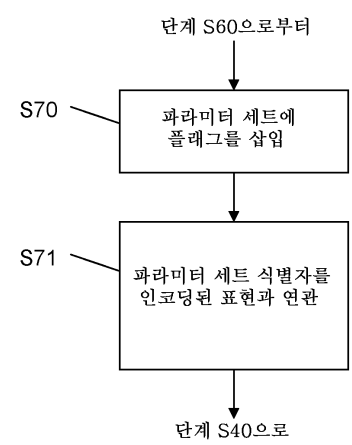 단계 S60으로부터
S70
파라미터 세트에
플래그를 삽입
S71
파라미터 세트 식별자를
인코딩된 표현과 연관
단계 S40으로